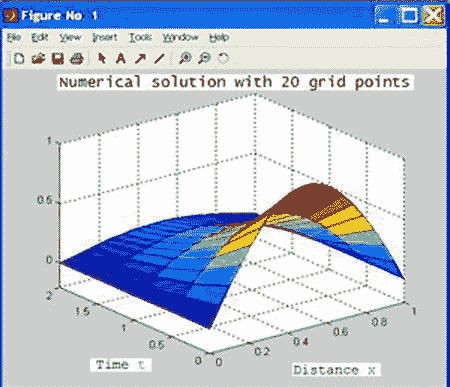 Figure No. 1
File Edit View Insert Tools Window Help
A
Numerical solution with 20 grid points
1
0.5
0
2
1.5
1
0.5
0
0
0.2
0.4
0.6
0.8
1
Time t
Distance x